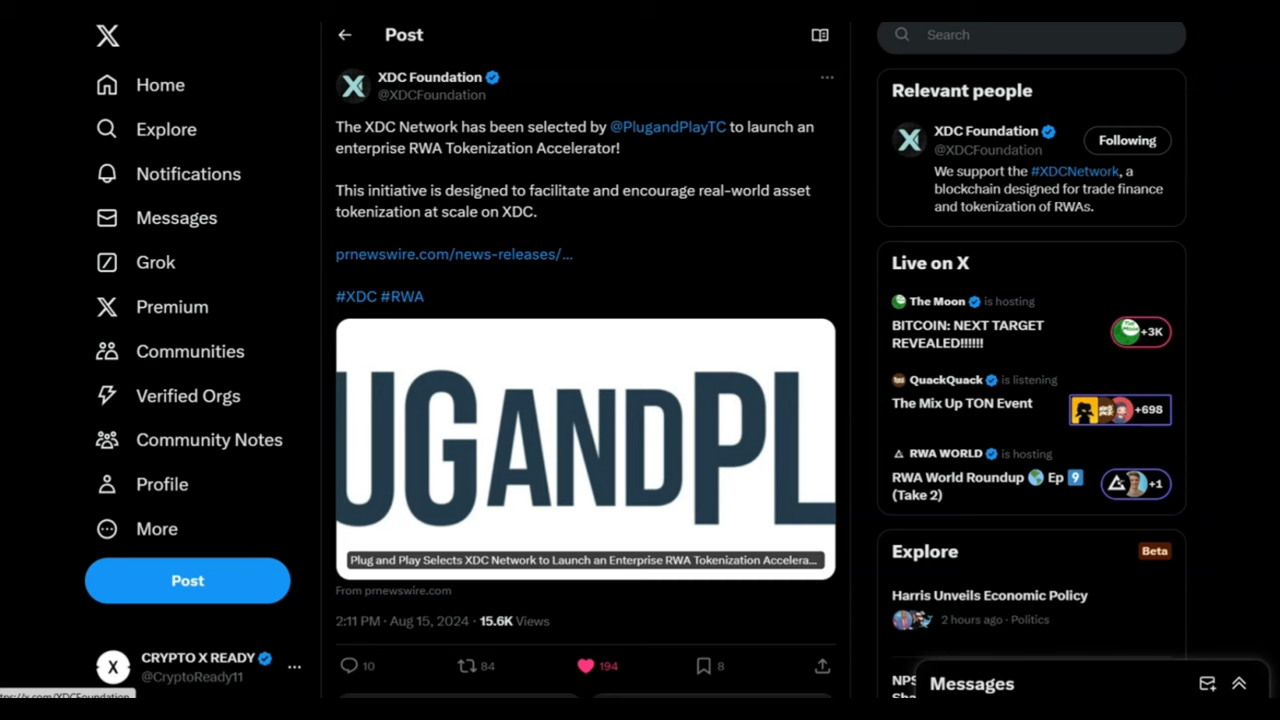 Home
Explore
Notifications
Messages
Grok
Premium
Communities
Verified Orgs
Community Notes
Profile
More
Post
CRYPTO X READY
@CryptoReady11
Post
XDC Foundation
@XDCFoundation
The XDC Network has been selected by @PlugandPlayTC to launch an
enterprise RWA Tokenization Accelerator!
This initiative is designed to facilitate and encourage real-world asset
tokenization at scale on XDC.
prnewswire.com/news-releases/...
#XDC #RWA
UGANDPL
Plug and Play Selects XDC Network to Launch an Enterprise RWA Tokenization Accelera...
From prnewswire.com
2:11 PM · Aug 15, 2024 · 15.6K Views
10
84
194
8
Search
Relevant people
XDC Foundation
@XDCFoundation
Following
We support the #XDCNetwork, a
blockchain designed for trade finance
and tokenization of RWAs.
Live on X
The Moon is hosting
BITCOIN: NEXT TARGET
REVEALED!!!!!!
+3K
QuackQuack is listening
The Mix Up TON Event
+698
RWA WORLD is hosting
RWA World Roundup 🌎 Ep 9️⃣
(Take 2)
+1
Explore
Beta
Harris Unveils Economic Policy
2 hours ago · Politics
NPS
Messages